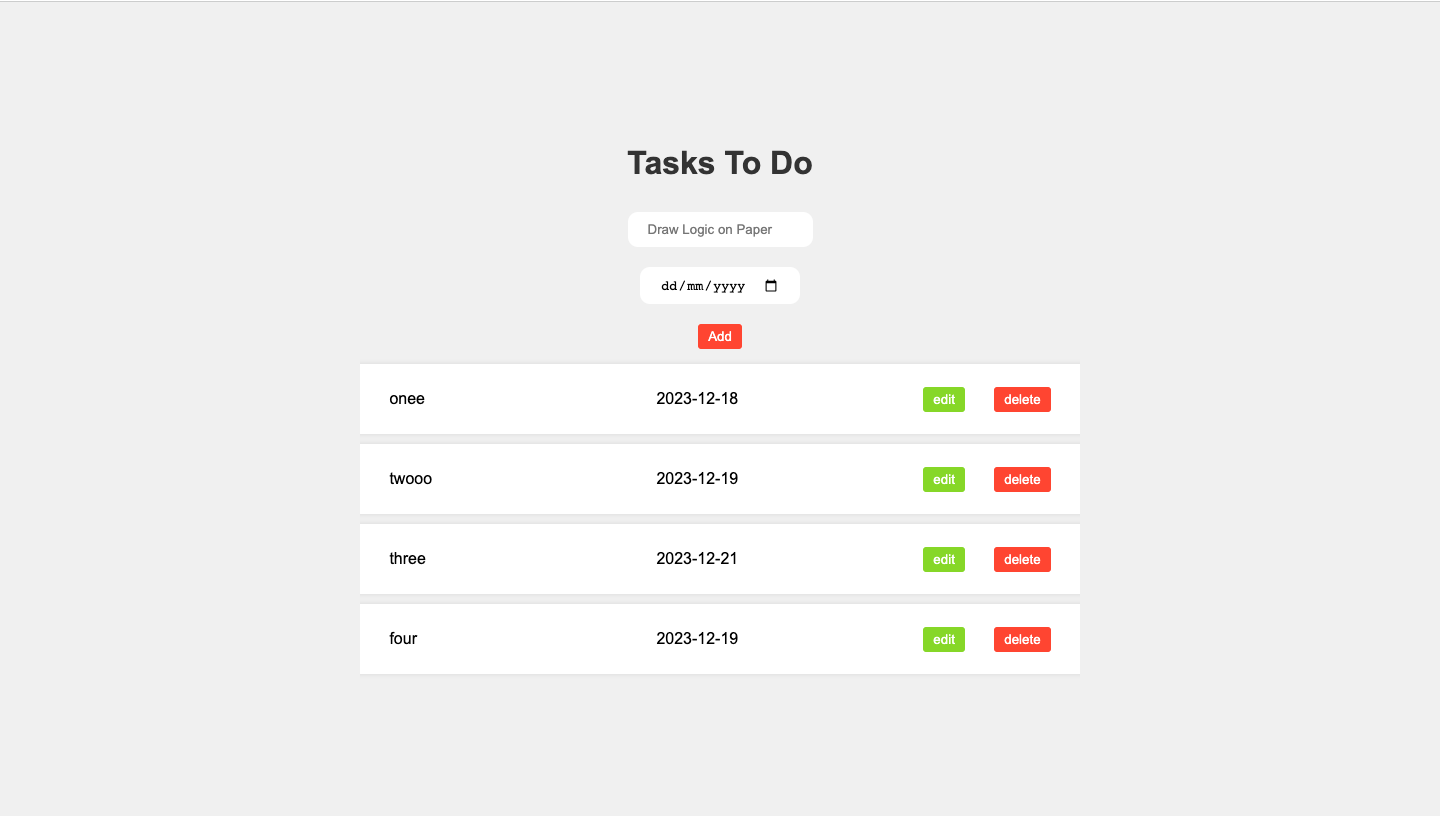 Tasks To Do
Draw Logic on Paper
dd/mm/yyyy
Add
onee 2023-12-18 edit delete
twooo 2023-12-19 edit delete
three 2023-12-21 edit delete
four 2023-12-19 edit delete